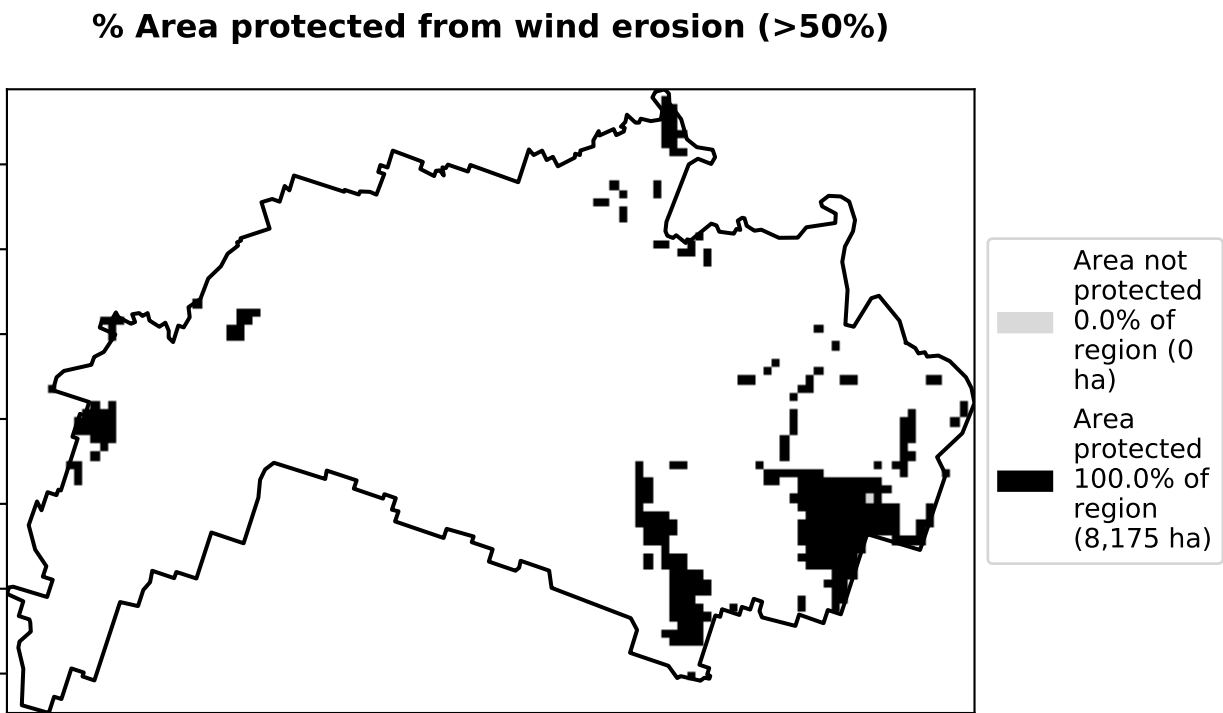 % Area protected from wind erosion (>50%)
Area not
protected
0.0% of
region (0
ha)
Area
protected
100.0% of
region
(8,175 ha)